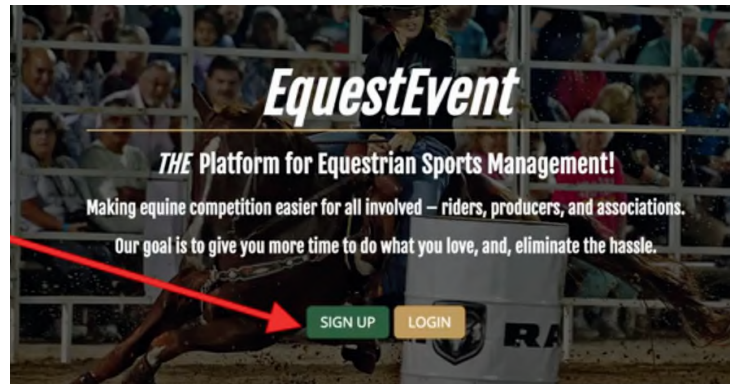 EquestEvent
THE Platform for Equestrian Sports Management!
Making equine competition easier for all involved – riders, producers, and associations.
Our goal is to give you more time to do what you love, and, eliminate the hassle.
SIGN UP
LOGIN
RA